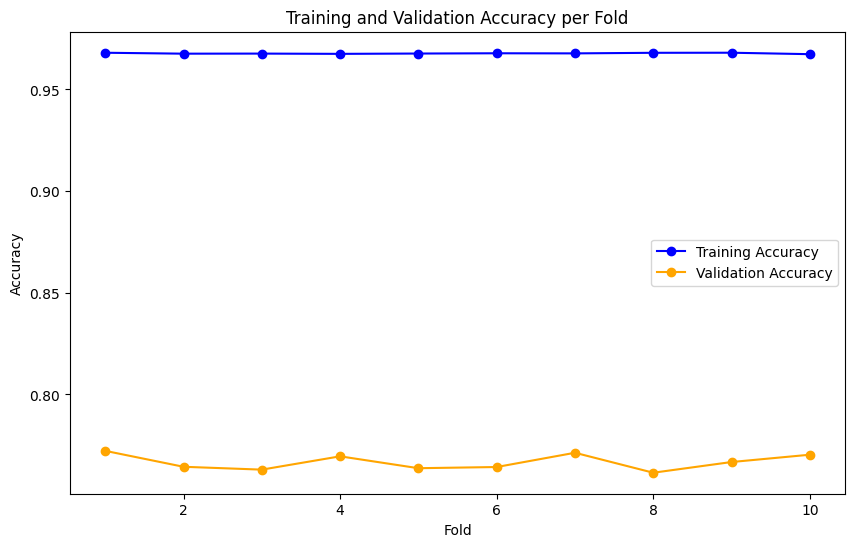 Training and Validation Accuracy per Fold
0.95
0.90
0.85
0.80
Accuracy
Training Accuracy
Validation Accuracy
2 4 6 8 10
Fold